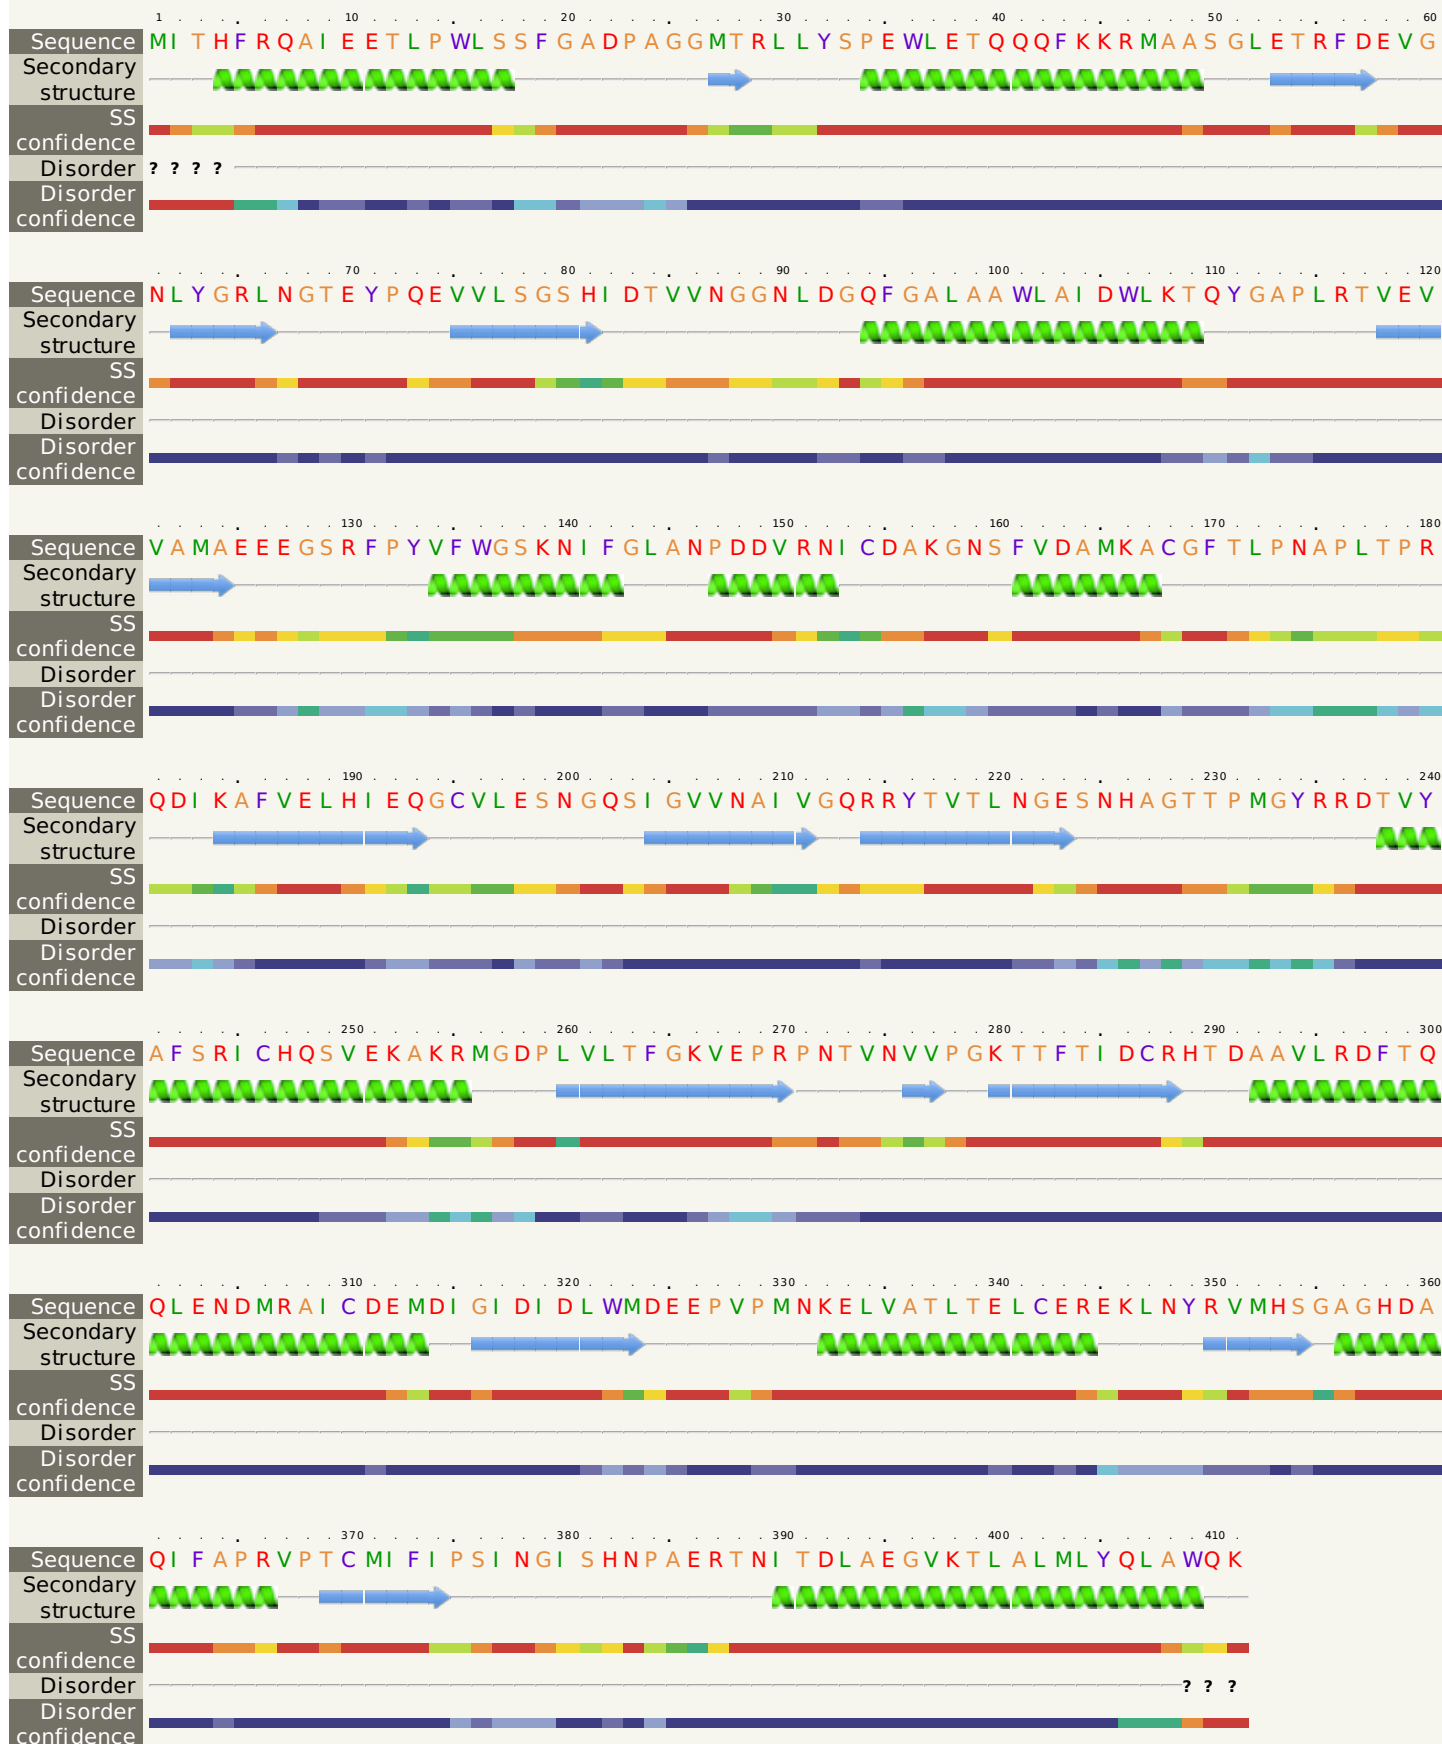 1 10 20 30 40 50 60
Sequence MITHFRQAIEETLPWLSSFGADPAGGMTRLLYSPEWLETQQQFKKRMAASGLETRFDEVG
Secondary
structure
SS
confidence
Disorder ? ? ? ?
Disorder
confidence
70 80 90 100 110 120
Sequence NLYGRLNGTEYPQEVVLSGSHIDTVVNGGNLDGQFGALAAWLAIDWLKTQYGAPLRTVEV
Secondary
structure
SS
confidence
Disorder
Disorder
confidence
130 140 150 160 170 180
Sequence VAMAEEEGSRFPYVFWGSKNIFGLANPDDVRNICDAKGNSFVDAMKACGFTLPNAPLTPR
Secondary
structure
SS
confidence
Disorder
Disorder
confidence
190 200 210 220 230 240
Sequence QDIKAFVELHIEQGCVLESNGQSIGVVNAIVGQRRYTVTLNGESNHAGTTPMGYRRDTVY
Secondary
structure
SS
confidence
Disorder
Disorder
confidence
250 260 270 280 290 300
Sequence AFSRICHQSVEKAKRMGDPLVLTFGKVEPRPNTVNVVPGKTTFTIDCRHTDAAVLRDFTQ
Secondary
structure
SS
confidence
Disorder
Disorder
confidence
310 320 330 340 350 360
Sequence QLENDMRAICDEMDIGIDIDLWMDEEPVPMNKELVATLTELCEREKLNYRVMHSGAGHDA
Secondary
structure
SS
confidence
Disorder
Disorder
confidence
370 380 390 400 410
Sequence QIFAPRVPTCMIFIPSINGISHNPAERTNITDLAEGVKTLALMLYQLAWQK
Secondary
structure
SS
confidence
Disorder ? ? ?
Disorder
confidence